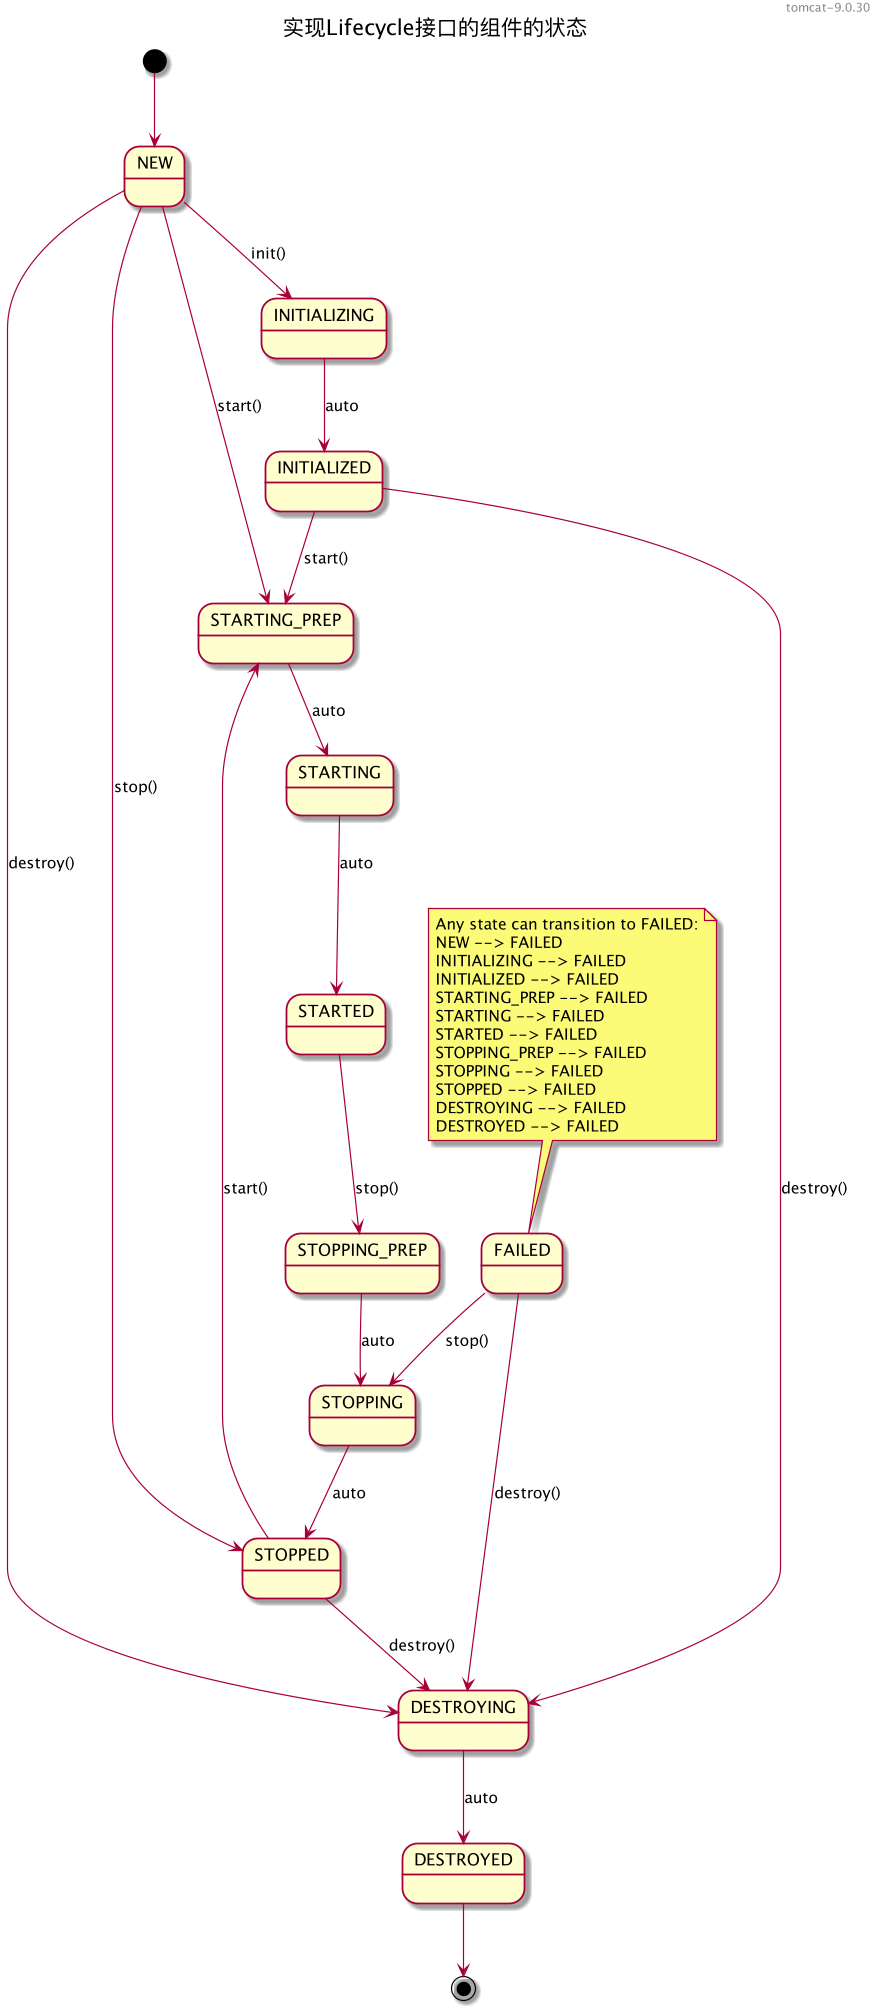 tomcat-9.0.30
实现Lifecycle接口的组件的状态
NEW
init()
INITIALIZING
start()
auto
INITIALIZED
start()
STARTING_PREP
auto
STARTING
stop()
destroy()
auto
Any state can transition to FAILED:
NEW --> FAILED
INITIALIZING --> FAILED
INITIALIZED --> FAILED
STARTING_PREP --> FAILED
STARTING --> FAILED
STARTED --> FAILED
STOPPING_PREP --> FAILED
STOPPING --> FAILED
STOPPED --> FAILED
DESTROYING --> FAILED
DESTROYED --> FAILED
STARTED
start()
stop()
destroy()
STOPPING_PREP
FAILED
auto
stop()
STOPPING
auto
destroy()
STOPPED
destroy()
DESTROYING
auto
DESTROYED